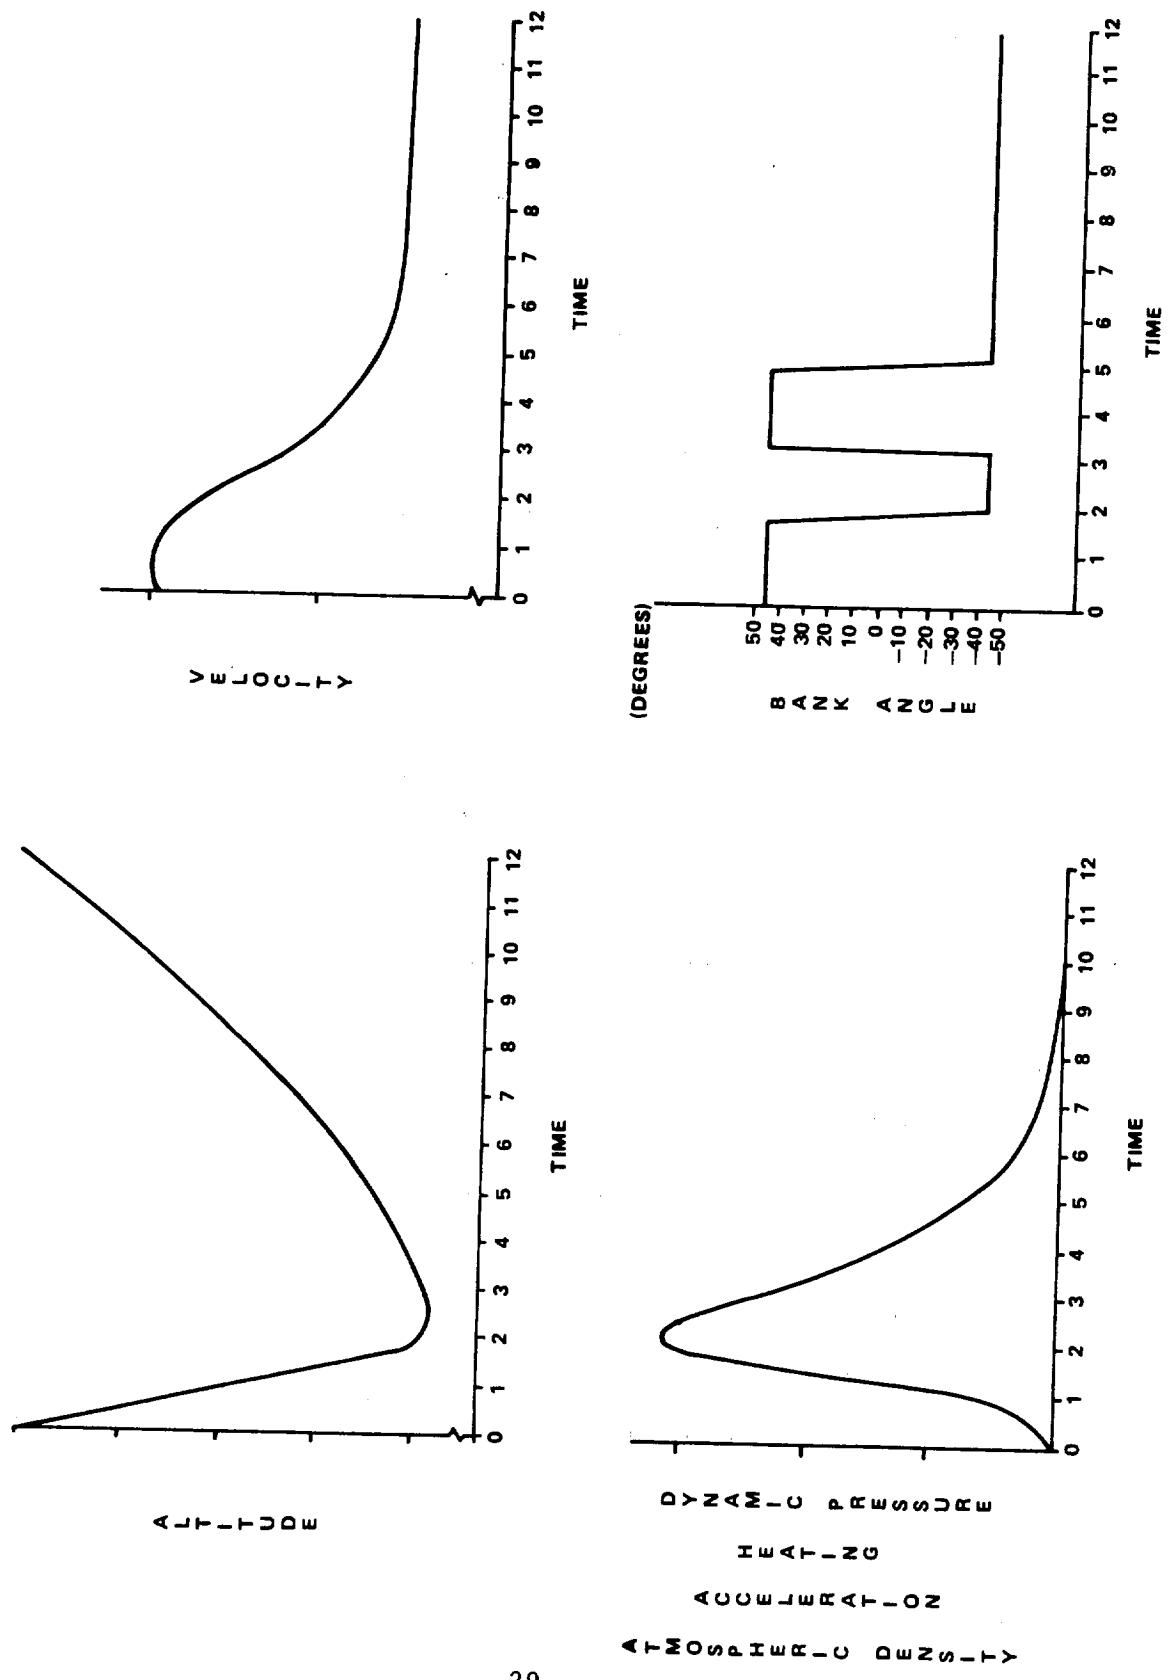 ALTITUDE
0 1 2 3 4 5 6 7 8 9 10 11 12
TIME
VELOCITY
0 1 2 3 4 5 6 7 8 9 10 11 12
TIME
DYNAMIC PRESSURE
HEATING
ACCELERATION
ATMOSPHERIC DENSITY
0 1 2 3 4 5 6 7 8 9 10 11 12
TIME
(DEGREES)
BANK ANGLE
50
40
30
20
10
0
-10
-20
-30
-40
-50
0 1 2 3 4 5 6 7 8 9 10 11 12
TIME